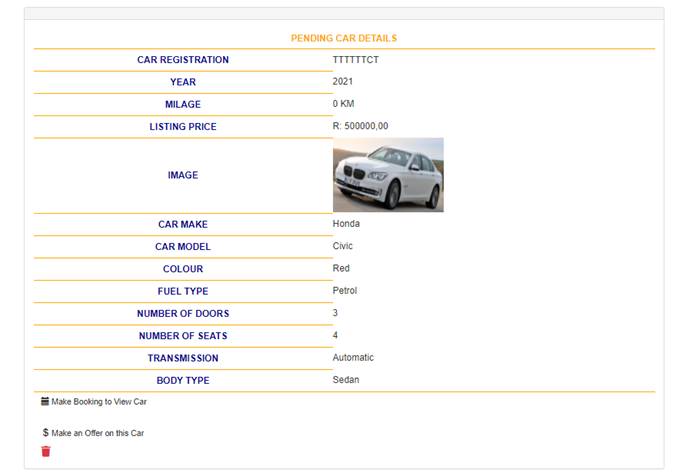 PENDING CAR DETAILS
CAR REGISTRATION TTTTTTCT
YEAR 2021
MILAGE 0 KM
LISTING PRICE R: 500000,00
IMAGE
CAR MAKE Honda
CAR MODEL Civic
COLOUR Red
FUEL TYPE Petrol
NUMBER OF DOORS 3
NUMBER OF SEATS 4
TRANSMISSION Automatic
BODY TYPE Sedan
Make Booking to View Car
$ Make an Offer on this Car